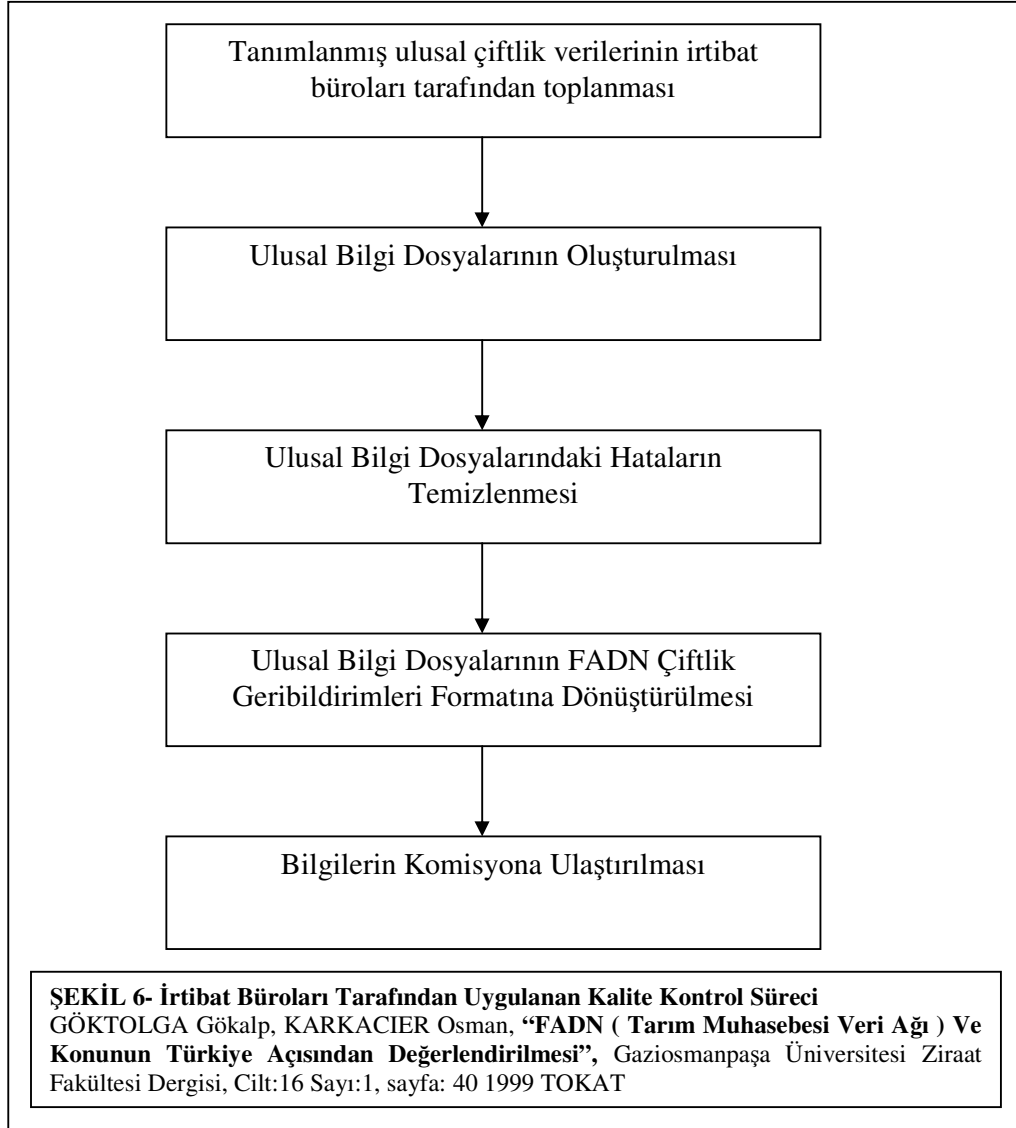 Tanımlanmış ulusal çiftlik verilerinin irtibat
büroları tarafından toplanması
Ulusal Bilgi Dosyalarının Oluşturulması
Ulusal Bilgi Dosyalarındaki Hataların
Temizlenmesi
Ulusal Bilgi Dosyalarının FADN Çiftlik
Geribildirimleri Formatına Dönüştürülmesi
Bilgilerin Komisyona Ulaştırılması
ŞEKİL 6- İrtibat Büroları Tarafından Uygulanan Kalite Kontrol Süreci
GÖKTOLGA Gökalp, KARKACIER Osman, “FADN ( Tarım Muhasebesi Veri Ağı ) Ve
Konunun Türkiye Açısından Değerlendirilmesi”, Gaziosmanpaşa Üniversitesi Ziraat
Fakültesi Dergisi, Cilt:16 Sayı:1, sayfa: 40 1999 TOKAT